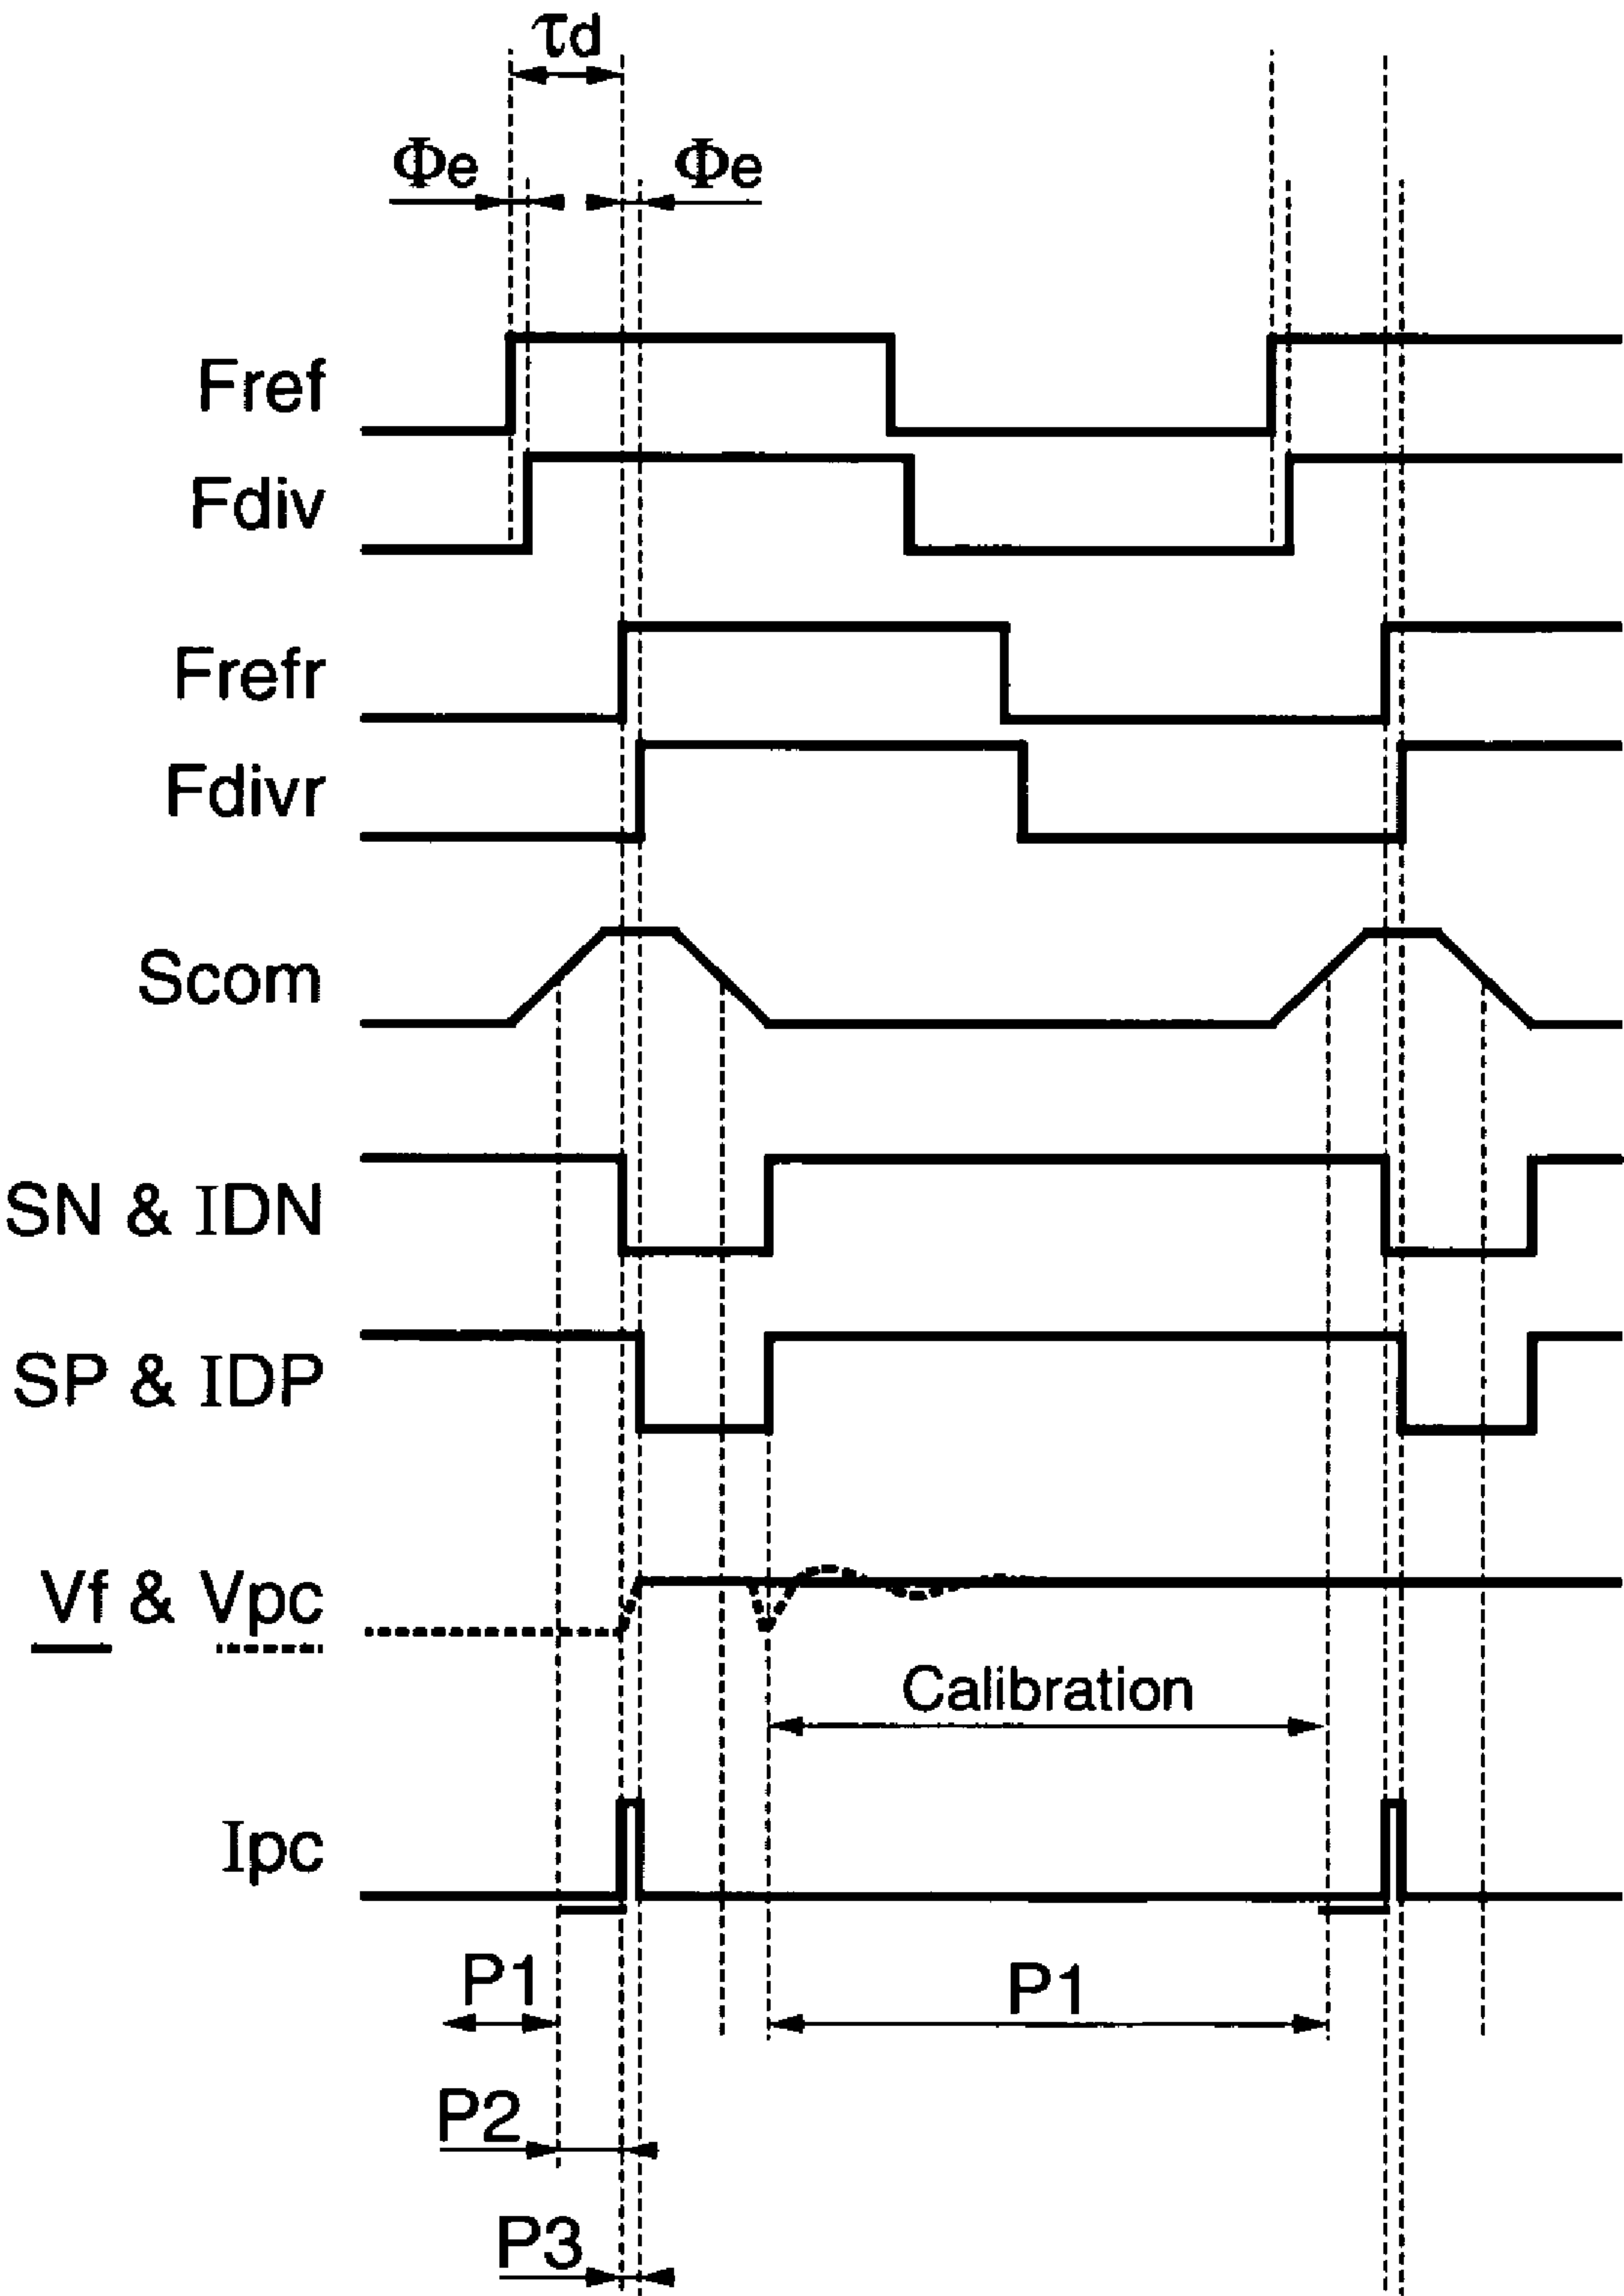 τd
Φe Φe
Fref
Fdiv
Frefr
Fdivr
Scom
SN & IDN
SP & IDP
Vf & Vpc
Calibration
Ipc
P1 P1
P2
P3